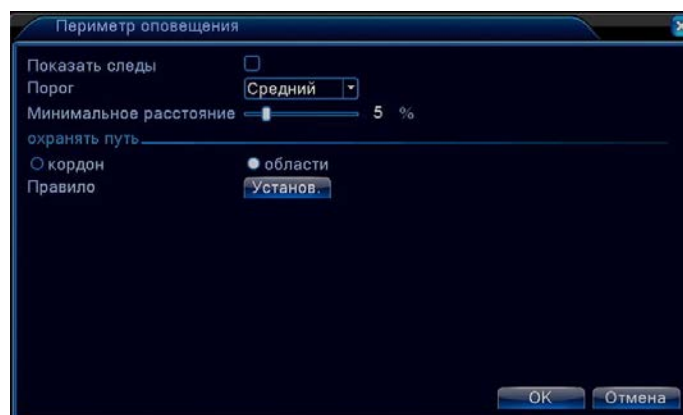 Периметр оповещения
Показать следы
Порог Средний
Минимальное расстояние 5 %
охранять путь
кордон области
Правило Установ.
OK Отмена